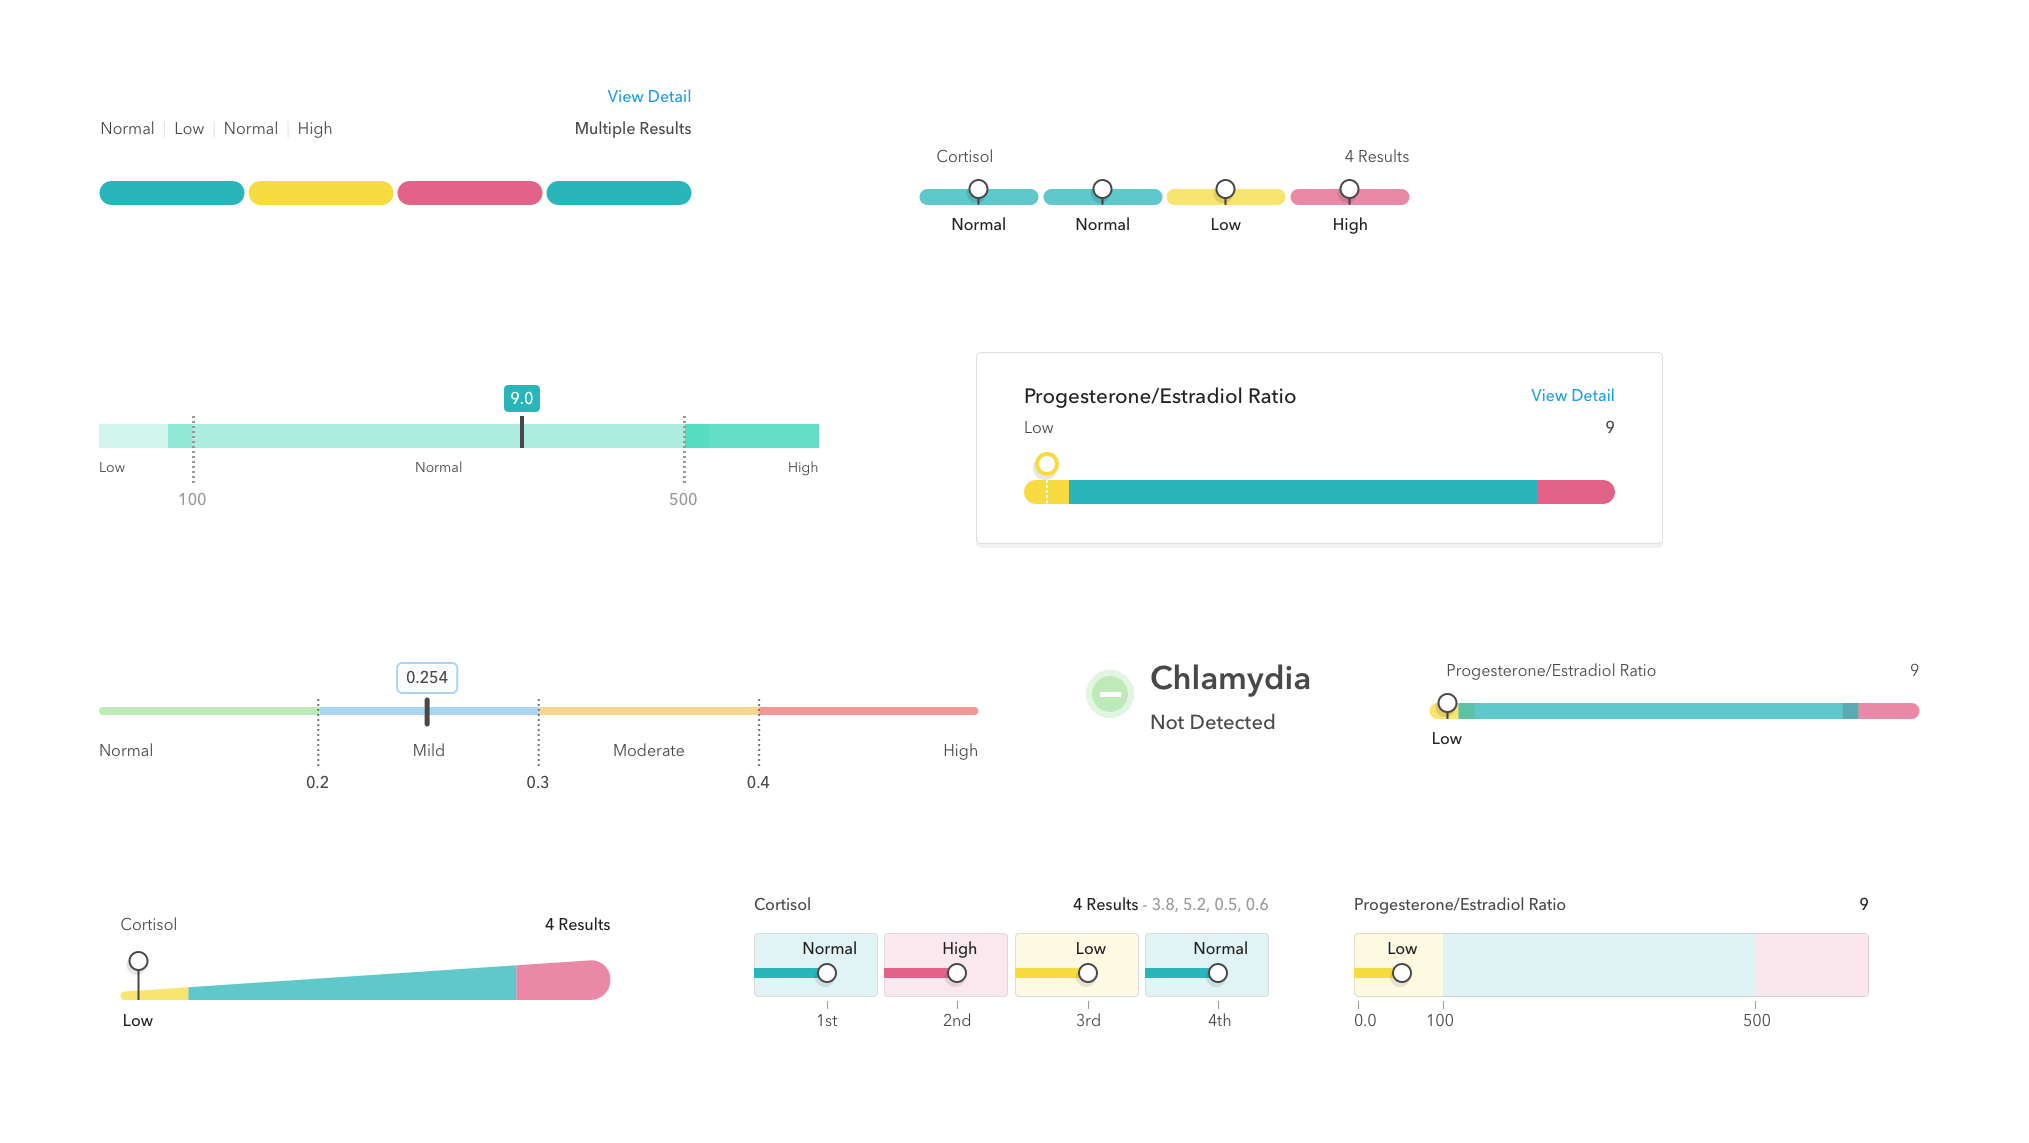 View Detail
Normal | Low | Normal | High
Multiple Results
Cortisol
4 Results
Normal
Normal
Low
High
9.0
Low
Normal
High
100
500
Progesterone/Estradiol Ratio
View Detail
Low
9
0.254
Normal
Mild
Moderate
High
0.2
0.3
0.4
Chlamydia
Not Detected
Progesterone/Estradiol Ratio
9
Low
Cortisol
4 Results
Low
Cortisol
4 Results - 3.8, 5.2, 0.5, 0.6
Normal
High
Low
Normal
1st
2nd
3rd
4th
Progesterone/Estradiol Ratio
9
Low
0.0
100
500